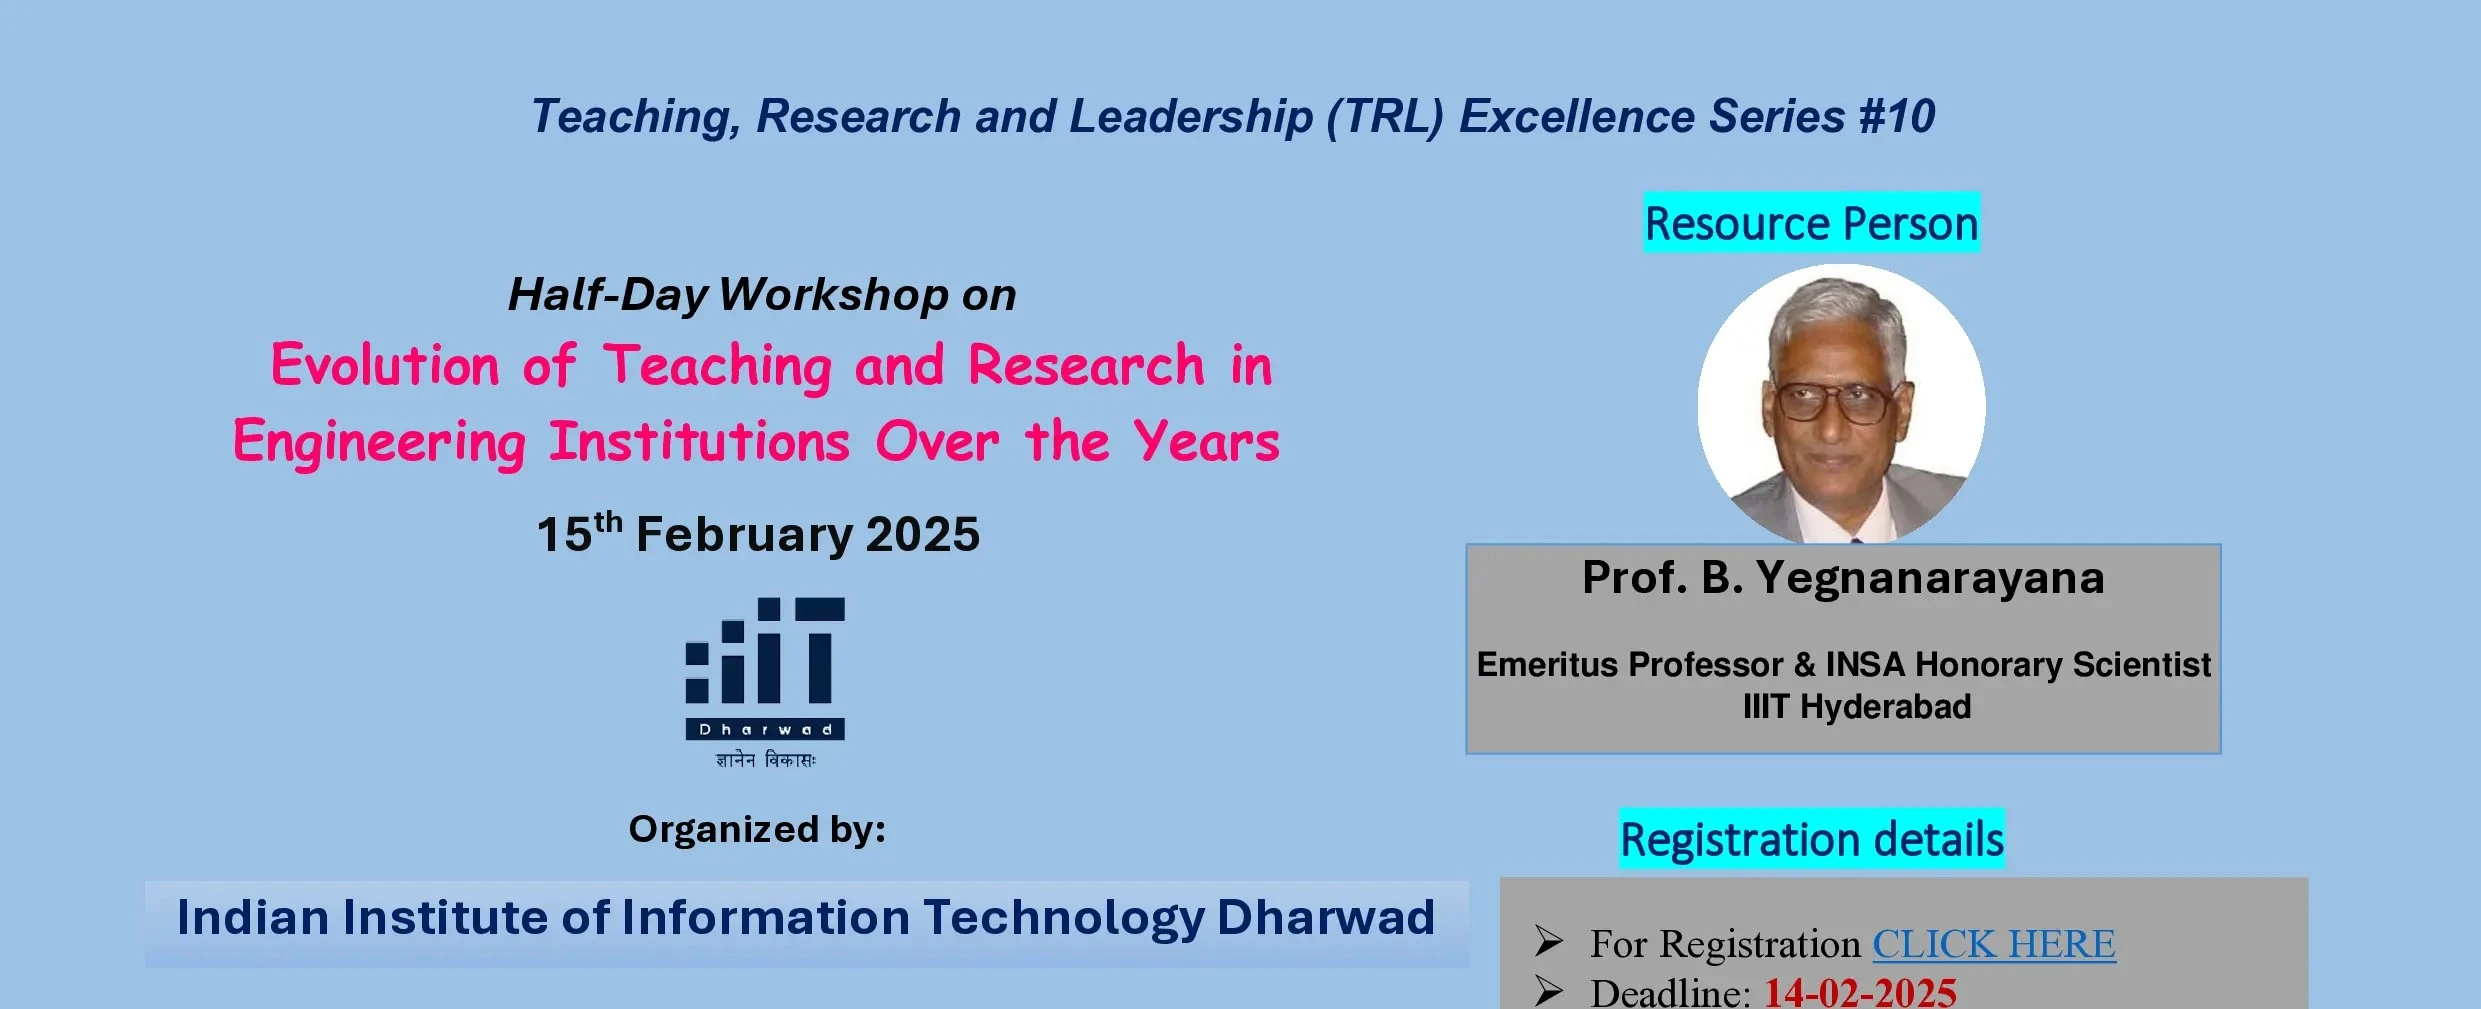 Teaching, Research and Leadership (TRL) Excellence Series #10
Half-Day Workshop on
Evolution of Teaching and Research in
Engineering Institutions Over the Years
15th February 2025
iiiT
Dharwad
ज्ञानेन विकासः
Organized by:
Indian Institute of Information Technology Dharwad
Resource Person
Prof. B. Yegnanarayana
Emeritus Professor & INSA Honorary Scientist
IIIT Hyderabad
Registration details
➢ For Registration CLICK HERE
➢ Deadline: 14-02-2025